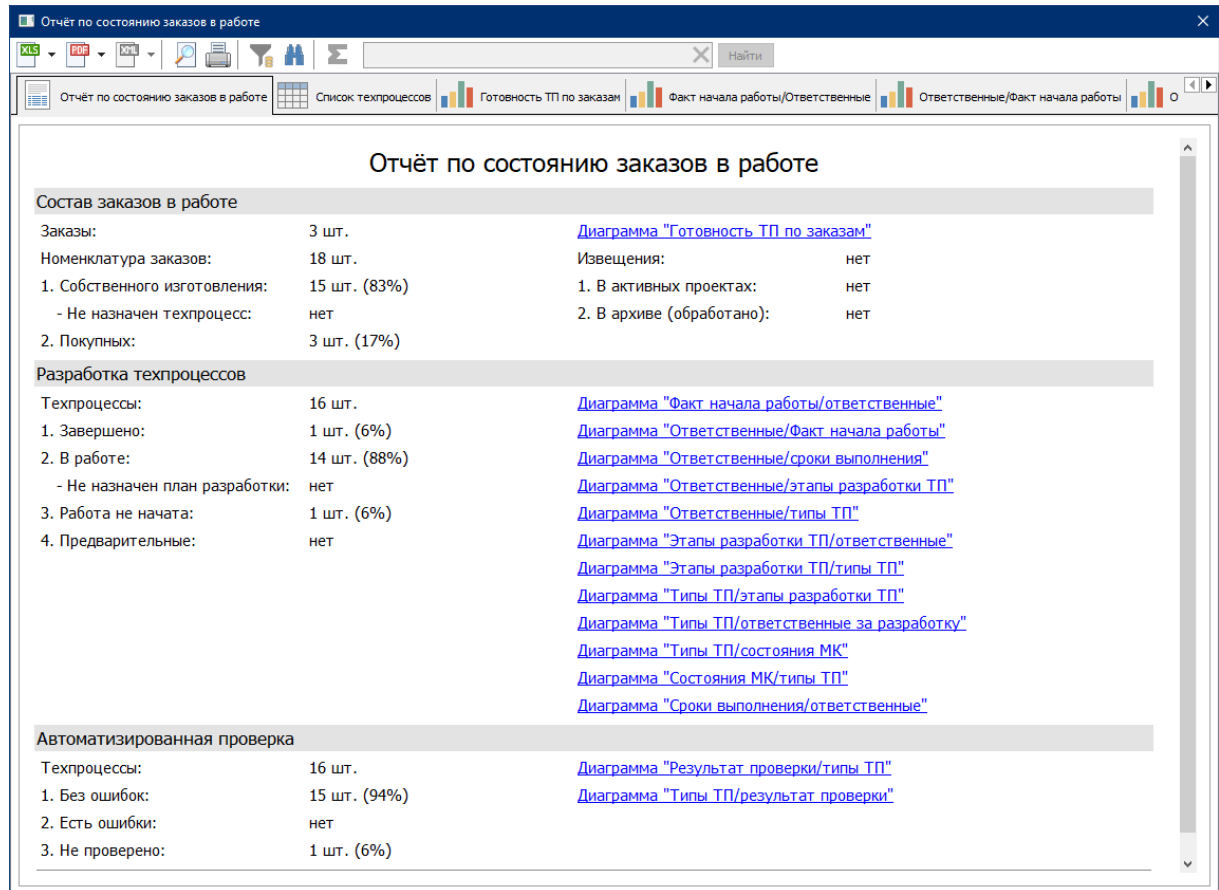 Отчёт по состоянию заказов в работе
XLS PDF XML Найти
Отчёт по состоянию заказов в работе Список техпроцессов Готовность ТП по заказам Факт начала работы/Ответственные Ответственные/Факт начала работы О
Отчёт по состоянию заказов в работе
Состав заказов в работе
Заказы: 3 шт. Диаграмма "Готовность ТП по заказам"
Номенклатура заказов: 18 шт. Извещения: нет
1. Собственного изготовления: 15 шт. (83%) 1. В активных проектах: нет
- Не назначен техпроцесс: нет 2. В архиве (обработано): нет
2. Покупных: 3 шт. (17%)
Разработка техпроцессов
Техпроцессы: 16 шт. Диаграмма "Факт начала работы/ответственные"
1. Завершено: 1 шт. (6%) Диаграмма "Ответственные/Факт начала работы"
2. В работе: 14 шт. (88%) Диаграмма "Ответственные/сроки выполнения"
- Не назначен план разработки: нет Диаграмма "Ответственные/этапы разработки ТП"
3. Работа не начата: 1 шт. (6%) Диаграмма "Ответственные/типы ТП"
4. Предварительные: нет Диаграмма "Этапы разработки ТП/ответственные"
Диаграмма "Этапы разработки ТП/типы ТП"
Диаграмма "Типы ТП/этапы разработки ТП"
Диаграмма "Типы ТП/ответственные за разработку"
Диаграмма "Типы ТП/состояния МК"
Диаграмма "Состояния МК/типы ТП"
Диаграмма "Сроки выполнения/ответственные"
Автоматизированная проверка
Техпроцессы: 16 шт. Диаграмма "Результат проверки/типы ТП"
1. Без ошибок: 15 шт. (94%) Диаграмма "Типы ТП/результат проверки"
2. Есть ошибки: нет
3. Не проверено: 1 шт. (6%)